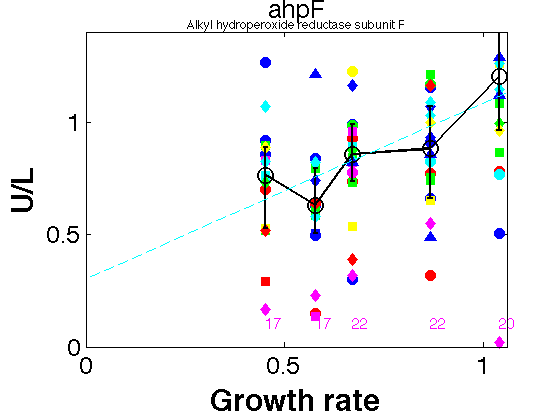 ahpF
Alkyl hydroperoxide reductase subunit F
U/L
1
0.5
0
17 17 22 22 20
0 0.5 1
Growth rate